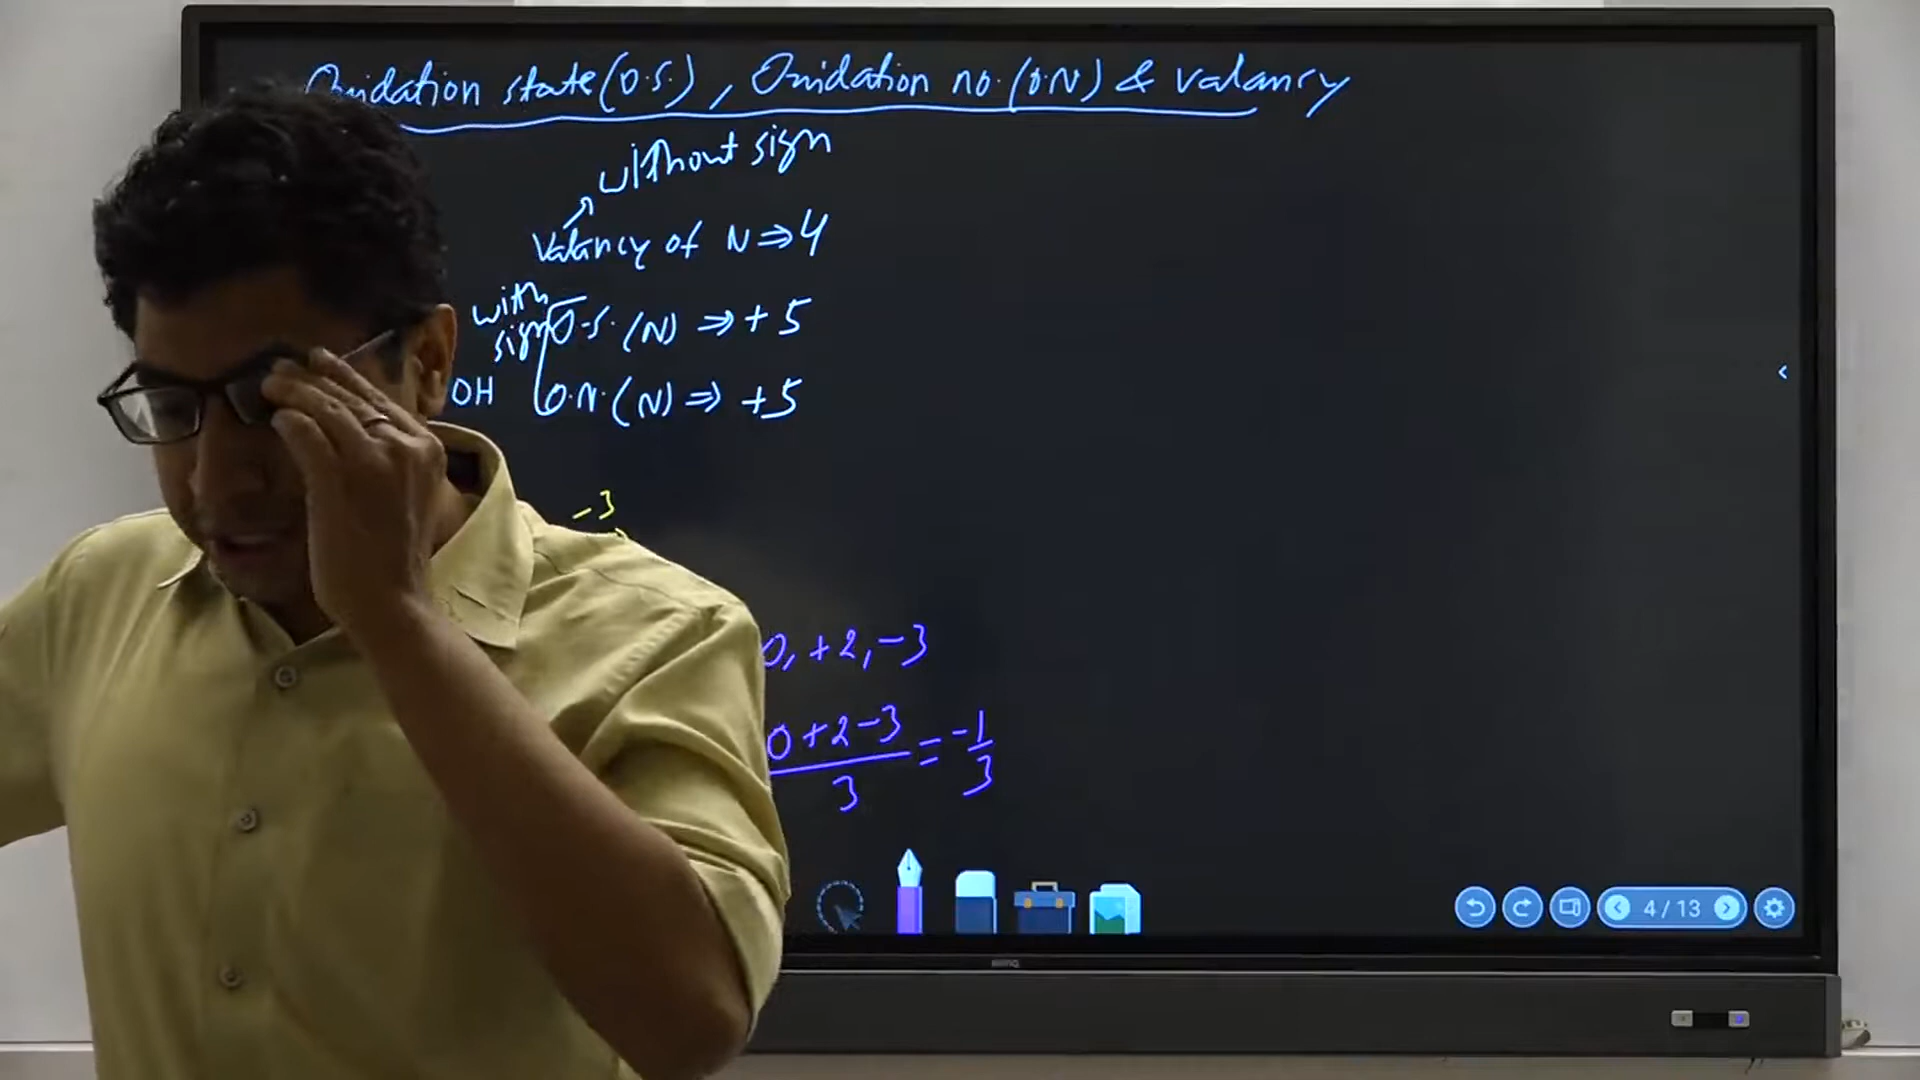 Oxidation state (O.S.), Oxidation no. (O.N) & valancy
without sign
valancy of N ⇒ 4
with sign
O.S. (N) ⇒ +5
OH
O.N. (N) ⇒ +5
-3
0, +2, -3
0+2-3/3 = -1/3
4/13
BenQ